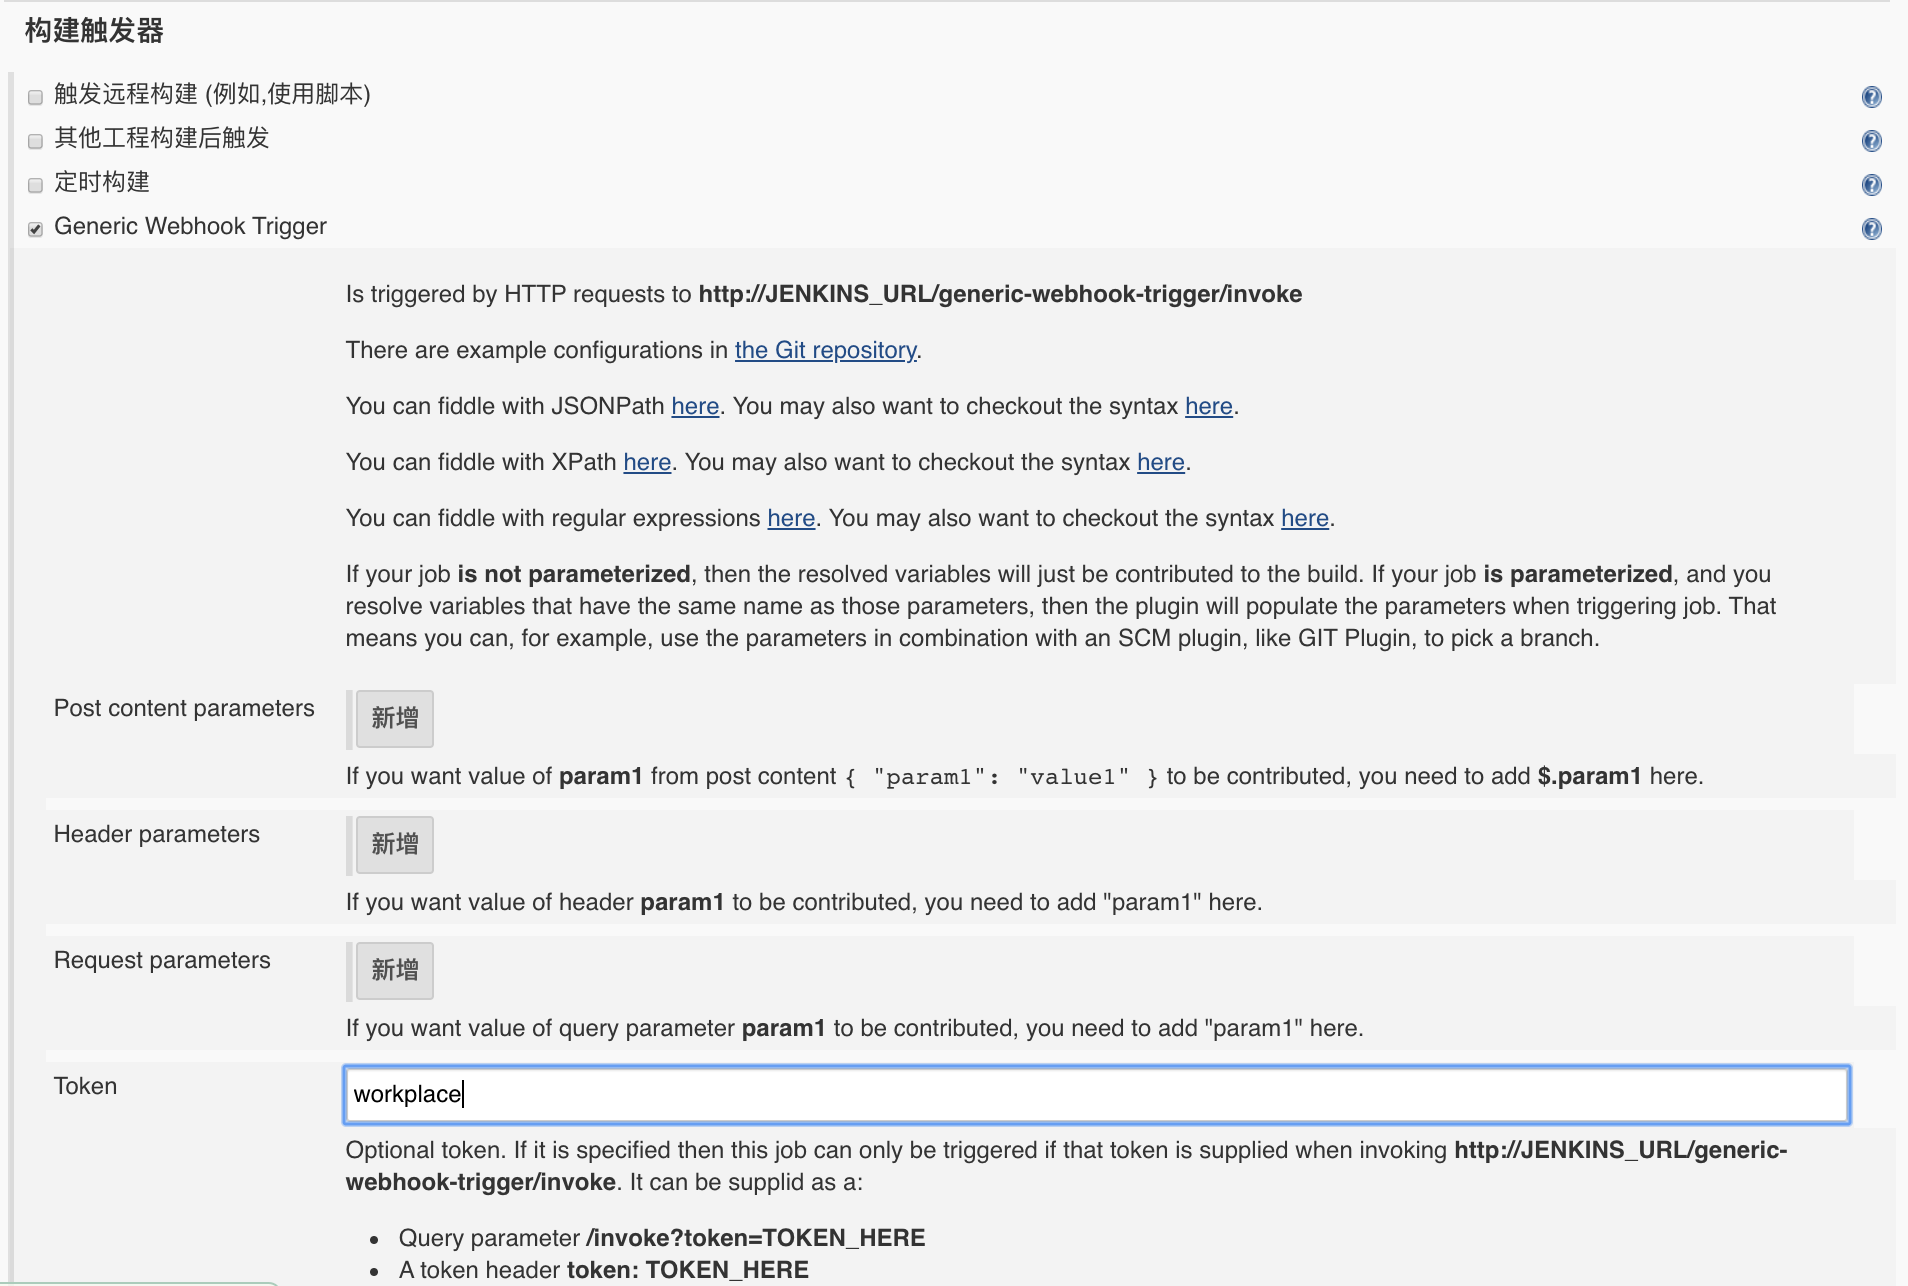 构建触发器
触发远程构建 (例如,使用脚本)
其他工程构建后触发
定时构建
Generic Webhook Trigger
Is triggered by HTTP requests to http://JENKINS_URL/generic-webhook-trigger/invoke
There are example configurations in the Git repository.
You can fiddle with JSONPath here. You may also want to checkout the syntax here.
You can fiddle with XPath here. You may also want to checkout the syntax here.
You can fiddle with regular expressions here. You may also want to checkout the syntax here.
If your job is not parameterized, then the resolved variables will just be contributed to the build. If your job is parameterized, and you
resolve variables that have the same name as those parameters, then the plugin will populate the parameters when triggering job. That
means you can, for example, use the parameters in combination with an SCM plugin, like GIT Plugin, to pick a branch.
Post content parameters
新增
If you want value of param1 from post content { "param1": "value1" } to be contributed, you need to add $.param1 here.
Header parameters
新增
If you want value of header param1 to be contributed, you need to add "param1" here.
Request parameters
新增
If you want value of query parameter param1 to be contributed, you need to add "param1" here.
Token
workplace
Optional token. If it is specified then this job can only be triggered if that token is supplied when invoking http://JENKINS_URL/generic-
webhook-trigger/invoke. It can be supplid as a:
• Query parameter /invoke?token=TOKEN_HERE
• A token header token: TOKEN_HERE